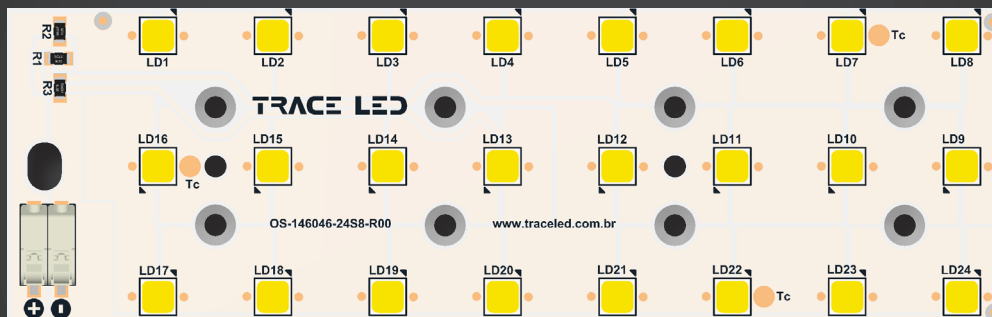 R2
R1
R3
LD1 LD2 LD3 LD4 LD5 LD6 LD7 Tc LD8
TRACE LED
LD16 LD15 LD14 LD13 LD12 LD11 LD10 LD9
Tc
OS-146046-24S8-R00 www.traceled.com.br
LD17 LD18 LD19 LD20 LD21 LD22 LD23 LD24
Tc
+ -